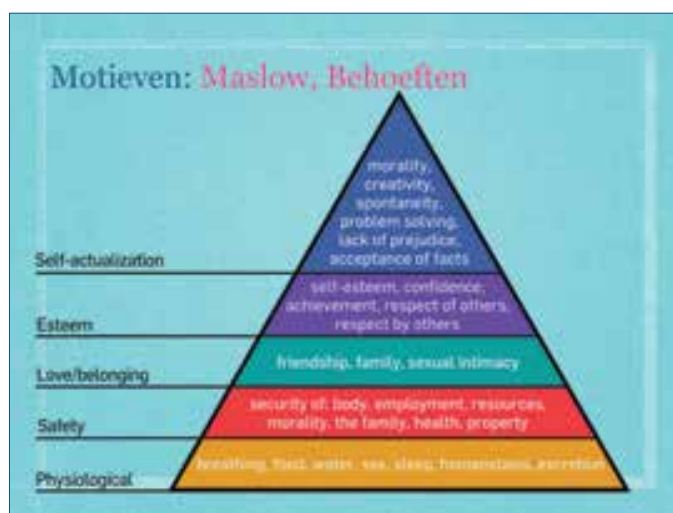 Motieven: Maslow, Behoeften
morality,
creativity,
spontaneity,
problem solving,
lack of prejudice,
acceptance of facts
Self-actualization
self-esteem, confidence,
achievement, respect of others,
respect by others
Esteem
friendship, family, sexual intimacy
Love/belonging
security of: body, employment, resources,
morality, the family, health, property
Safety
breathing, food, water, sex, sleep, homeostasis, excretion
Physiological